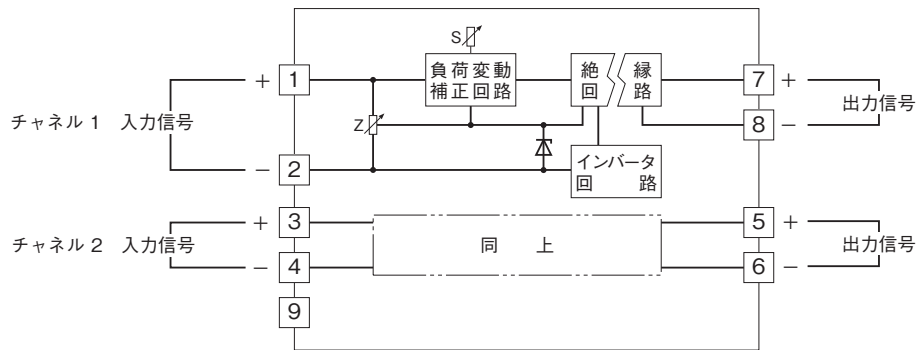 S
+ 1 負荷変動 補正回路 絶 縁 回 路 7 +
チャネル 1 入力信号 Z 8 − 出力信号
− 2 インバータ 回 路
+ 3 5 +
チャネル 2 入力信号 同 上 出力信号
− 4 6 −
9